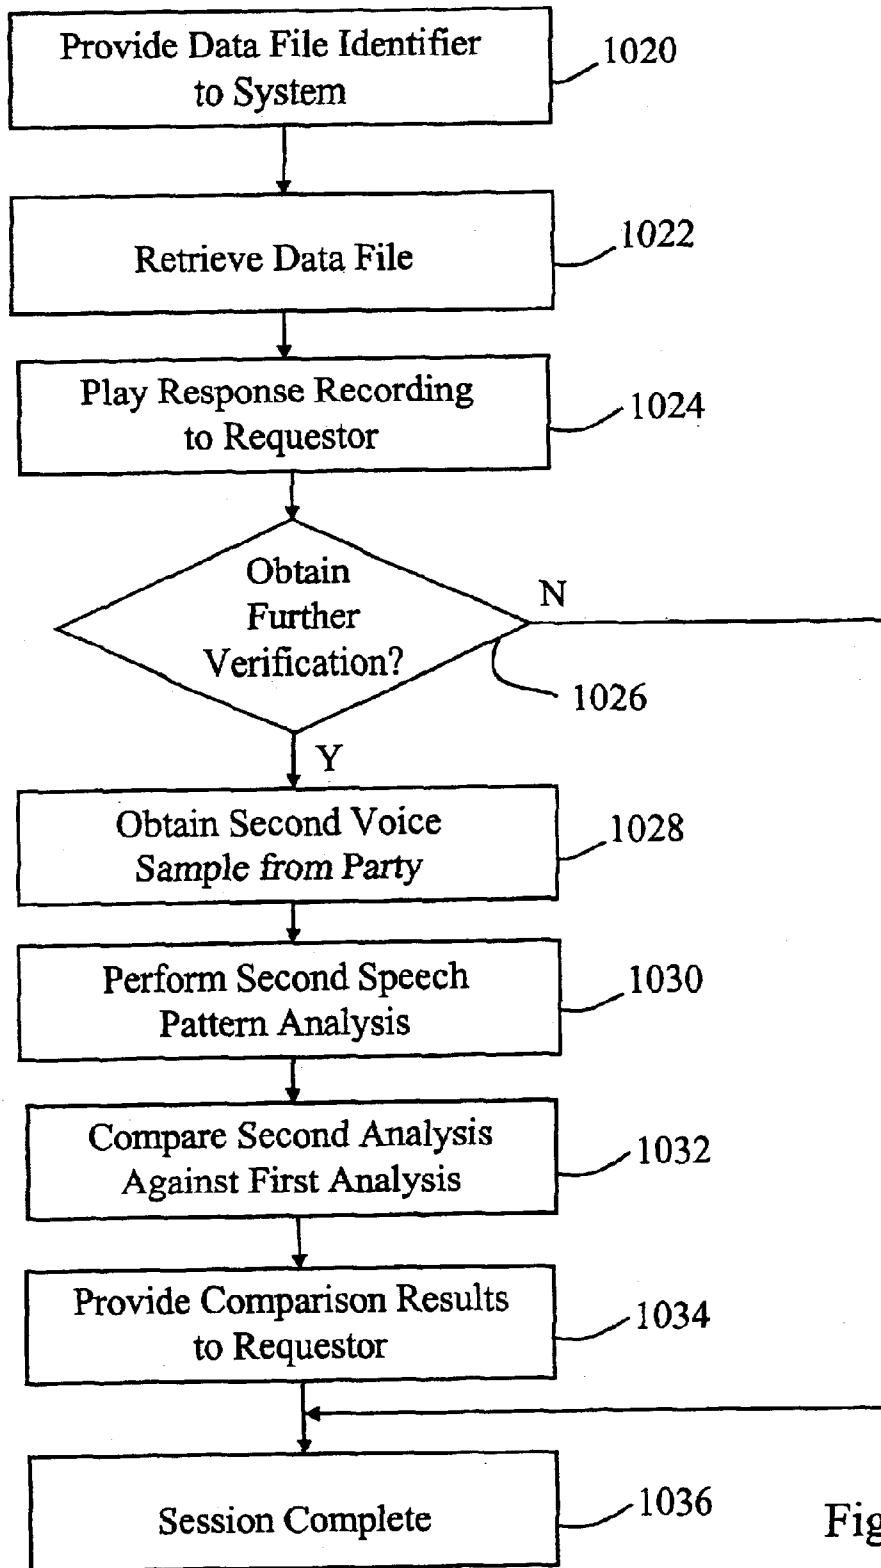 Provide Data File Identifier
to System
1020
Retrieve Data File
1022
Play Response Recording
to Requestor
1024
Obtain
Further
Verification?
N
1026
Y
Obtain Second Voice
Sample from Party
1028
Perform Second Speech
Pattern Analysis
1030
Compare Second Analysis
Against First Analysis
1032
Provide Comparison Results
to Requestor
1034
Session Complete
1036
Fig